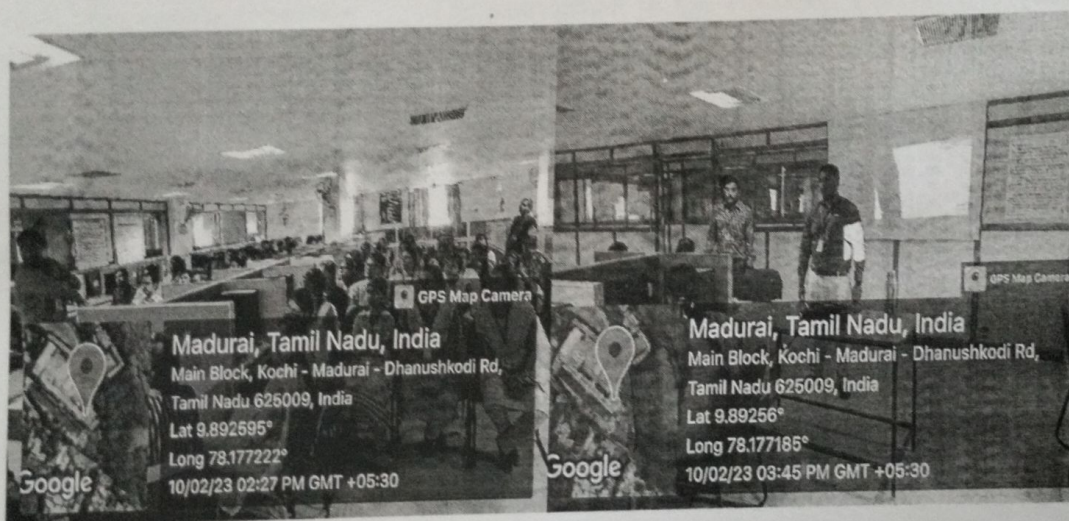 GPS Map Camera
Madurai, Tamil Nadu, India
Main Block, Kochi - Madurai - Dhanushkodi Rd,
Tamil Nadu 625009, India
Lat 9.892595°
Long 78.177222°
10/02/23 02:27 PM GMT +05:30
Google
GPS Map Camera
Madurai, Tamil Nadu, India
Main Block, Kochi - Madurai - Dhanushkodi Rd,
Tamil Nadu 625009, India
Lat 9.89256°
Long 78.177185°
10/02/23 03:45 PM GMT +05:30
Google